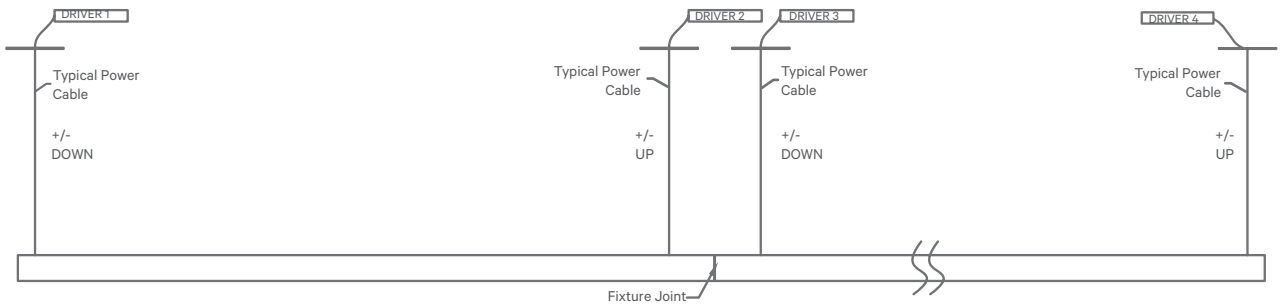 DRIVER 1
DRIVER 2
DRIVER 3
DRIVER 4
Typical Power
Cable
Typical Power
Cable
Typical Power
Cable
Typical Power
Cable
+/-
DOWN
+/-
UP
+/-
DOWN
+/-
UP
Fixture Joint